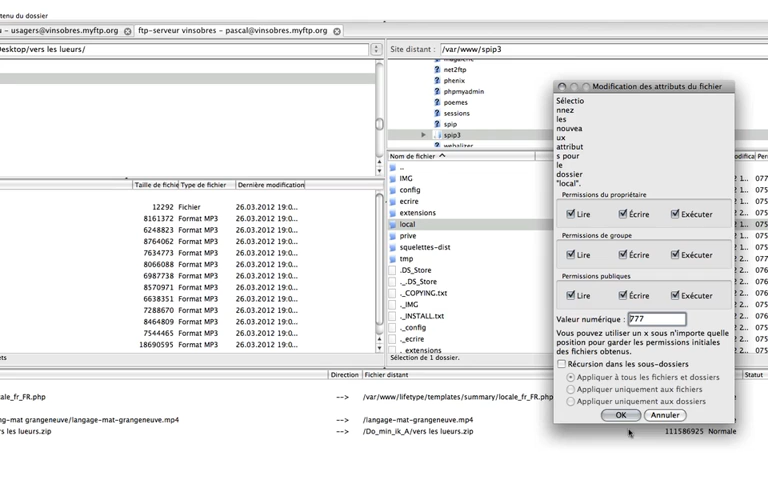 tenu du dossier
- usagers@vinsobres.myftp.org
ftp-serveur vinsobres - pascal@vinsobres.myftp.org
Desktop/vers les lueurs/
Site distant : /var/www/spip3
net2ftp
phenix
phpmyadmin
poemes
sessions
spip
spip3
webalizer
Taille de fichie Type de fichier Dernière modification
12292 Fichier 26.03.2012 19:0...
8161372 Format MP3 26.03.2012 19:0...
6248823 Format MP3 26.03.2012 19:0...
8764062 Format MP3 26.03.2012 19:0...
7634773 Format MP3 26.03.2012 19:0...
8066088 Format MP3 26.03.2012 19:0...
6987738 Format MP3 26.03.2012 19:0...
8570971 Format MP3 26.03.2012 19:0...
6638351 Format MP3 26.03.2012 19:0...
7288670 Format MP3 26.03.2012 19:0...
8464809 Format MP3 26.03.2012 19:0...
7544465 Format MP3 26.03.2012 19:0...
18690595 Format MP3 26.03.2012 19:0...
Nom de fichier
..
IMG
config
ecrire
extensions
local
prive
squelettes-dist
tmp
.DS_Store
._.DS_Store
._COPYING.txt
._IMG
._INSTALL.txt
._config
._ecrire
._extensions
Sélection de 1 dossier.
Modification des attributs du fichier
Sélectio
nnez
les
nouvea
ux
attribut
s pour
le
dossier
"local".
Permissions du propriétaire
Lire Écrire Exécuter
Permissions de groupe
Lire Écrire Exécuter
Permissions publiques
Lire Écrire Exécuter
Valeur numérique : 777
Vous pouvez utiliser un x sous n'importe quelle
position pour garder les permissions initiales
des fichiers obtenus.
Récursion dans les sous-dossiers
Appliquer à tous les fichiers et dossiers
Appliquer uniquement aux fichiers
Appliquer uniquement aux dossiers
OK Annuler
Direction Fichier distant Statut
ale_fr_FR.php --> /var/www/lifetype/templates/summary/locale_fr_FR.php
ng-mat grangeneuve/langage-mat-grangeneuve.mp4 --> /langage-mat-grangeneuve.mp4
rs les lueurs.zip --> /Do_min_ik_A/vers les lueurs.zip 111586925 Normale